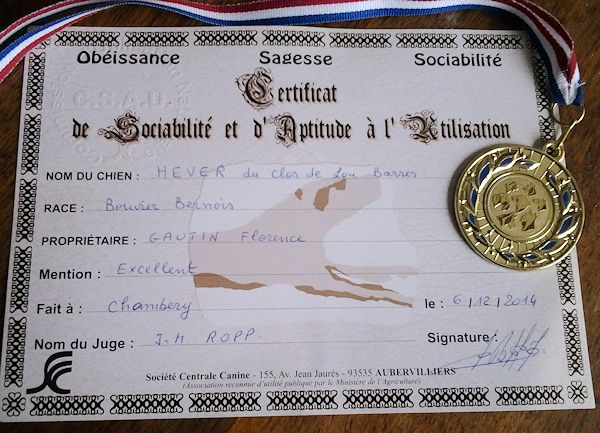 Obéissance Sagesse Sociabilité
C.S.A.U.
Certificat
de Sociabilité et d'Aptitude à l'Utilisation
NOM DU CHIEN : HEVER du Clos de Lou Barres
RACE : Bouvier Bernois
PROPRIÉTAIRE : GAUTIN Florence
Mention : Excellent
Fait à : Chambery le : 6/12/2014
Nom du Juge : J.H ROPP. Signature :
Société Centrale Canine - 155, Av. Jean Jaurès - 93535 AUBERVILLIERS
(Association reconnue d'utilité publique par le Ministère de l'Agriculture)